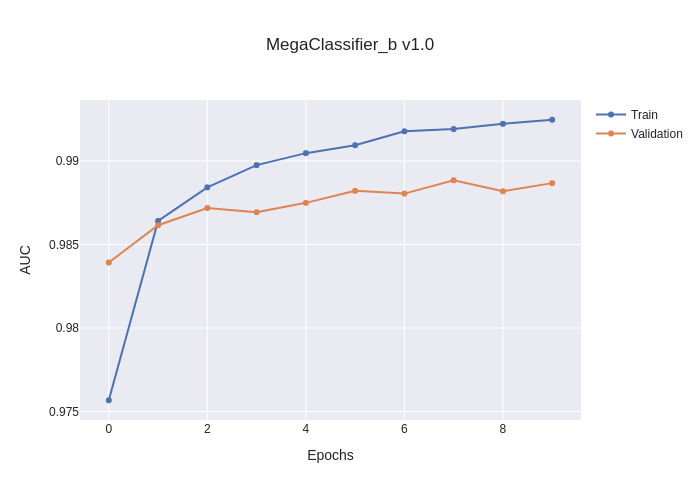 MegaClassifier_b v1.0
Train
Validation
0.99
0.985
0.98
0.975
AUC
0 2 4 6 8
Epochs